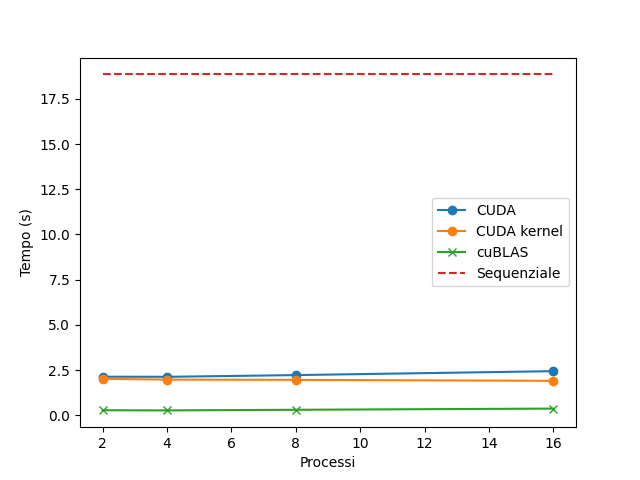 17.5
15.0
12.5
10.0
7.5
5.0
2.5
0.0
Tempo (s)
CUDA
CUDA kernel
cuBLAS
Sequenziale
2 4 6 8 10 12 14 16
Processi